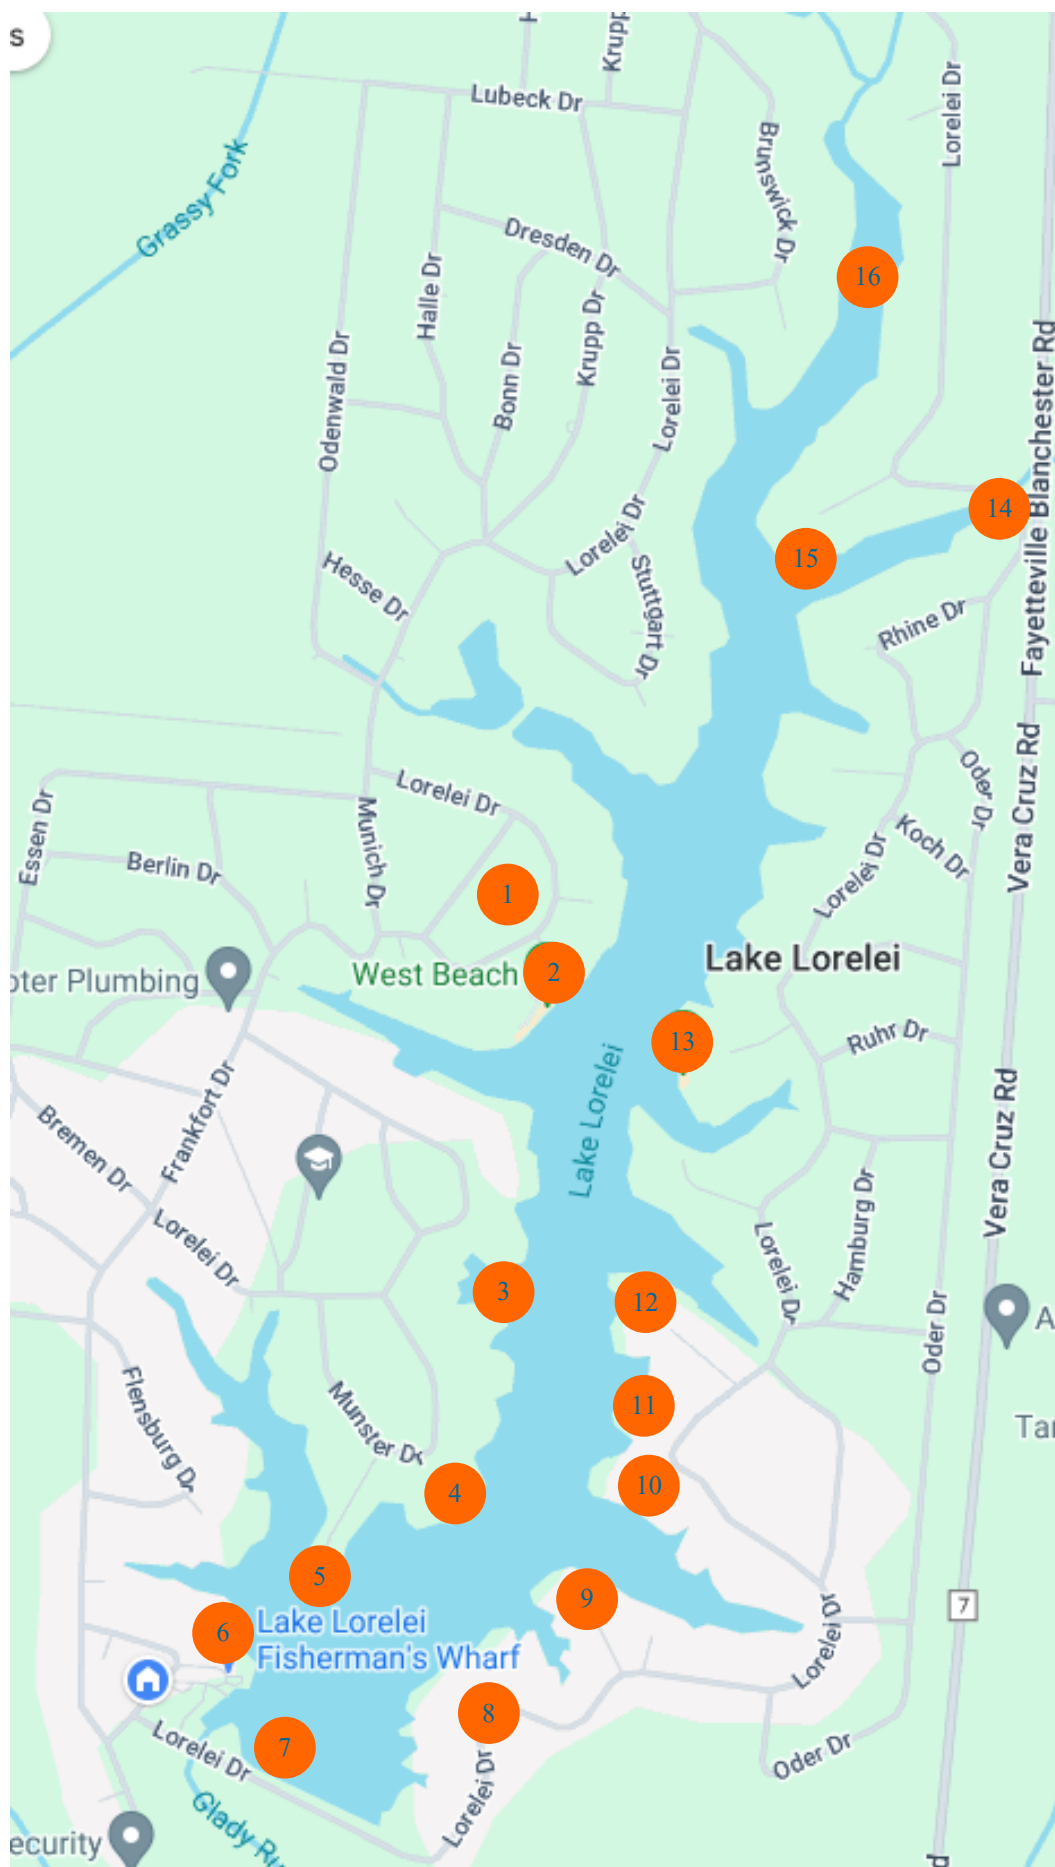 s
Krupp
Lubeck Dr
Lorelei Dr
Brunswick Dr
Grassy Fork
Dresden Dr
Halle Dr
16
Krupp Dr
Odenwald Dr
Bonn Dr
Lorelei Dr
Fayetteville Blanchester Rd
14
Lorelei Dr
15
Hesse Dr
Stuttgart Dr
Rhine Dr
Lorelei Dr
Oder Dr
Vera Cruz Rd
Essen Dr
Munich Dr
Koch Dr
Berlin Dr
Lorelei Dr
1
Lake Lorelei
West Beach
2
oter Plumbing
13
Ruhr Dr
Lake Lorelei
Frankfort Dr
Bremen Dr
Vera Cruz Rd
Lorelei Dr
Hamburg Dr
Lorelei Dr
3
12
A
Oder Dr
Flensburg Dr
11
Tar
Munster Dr
10
4
5
9
7
6
Lake Lorelei
Fisherman's Wharf
Lorelei Dr
8
7
Lorelei Dr
Oder Dr
Lorelei Dr
Glady Ru
ecurity